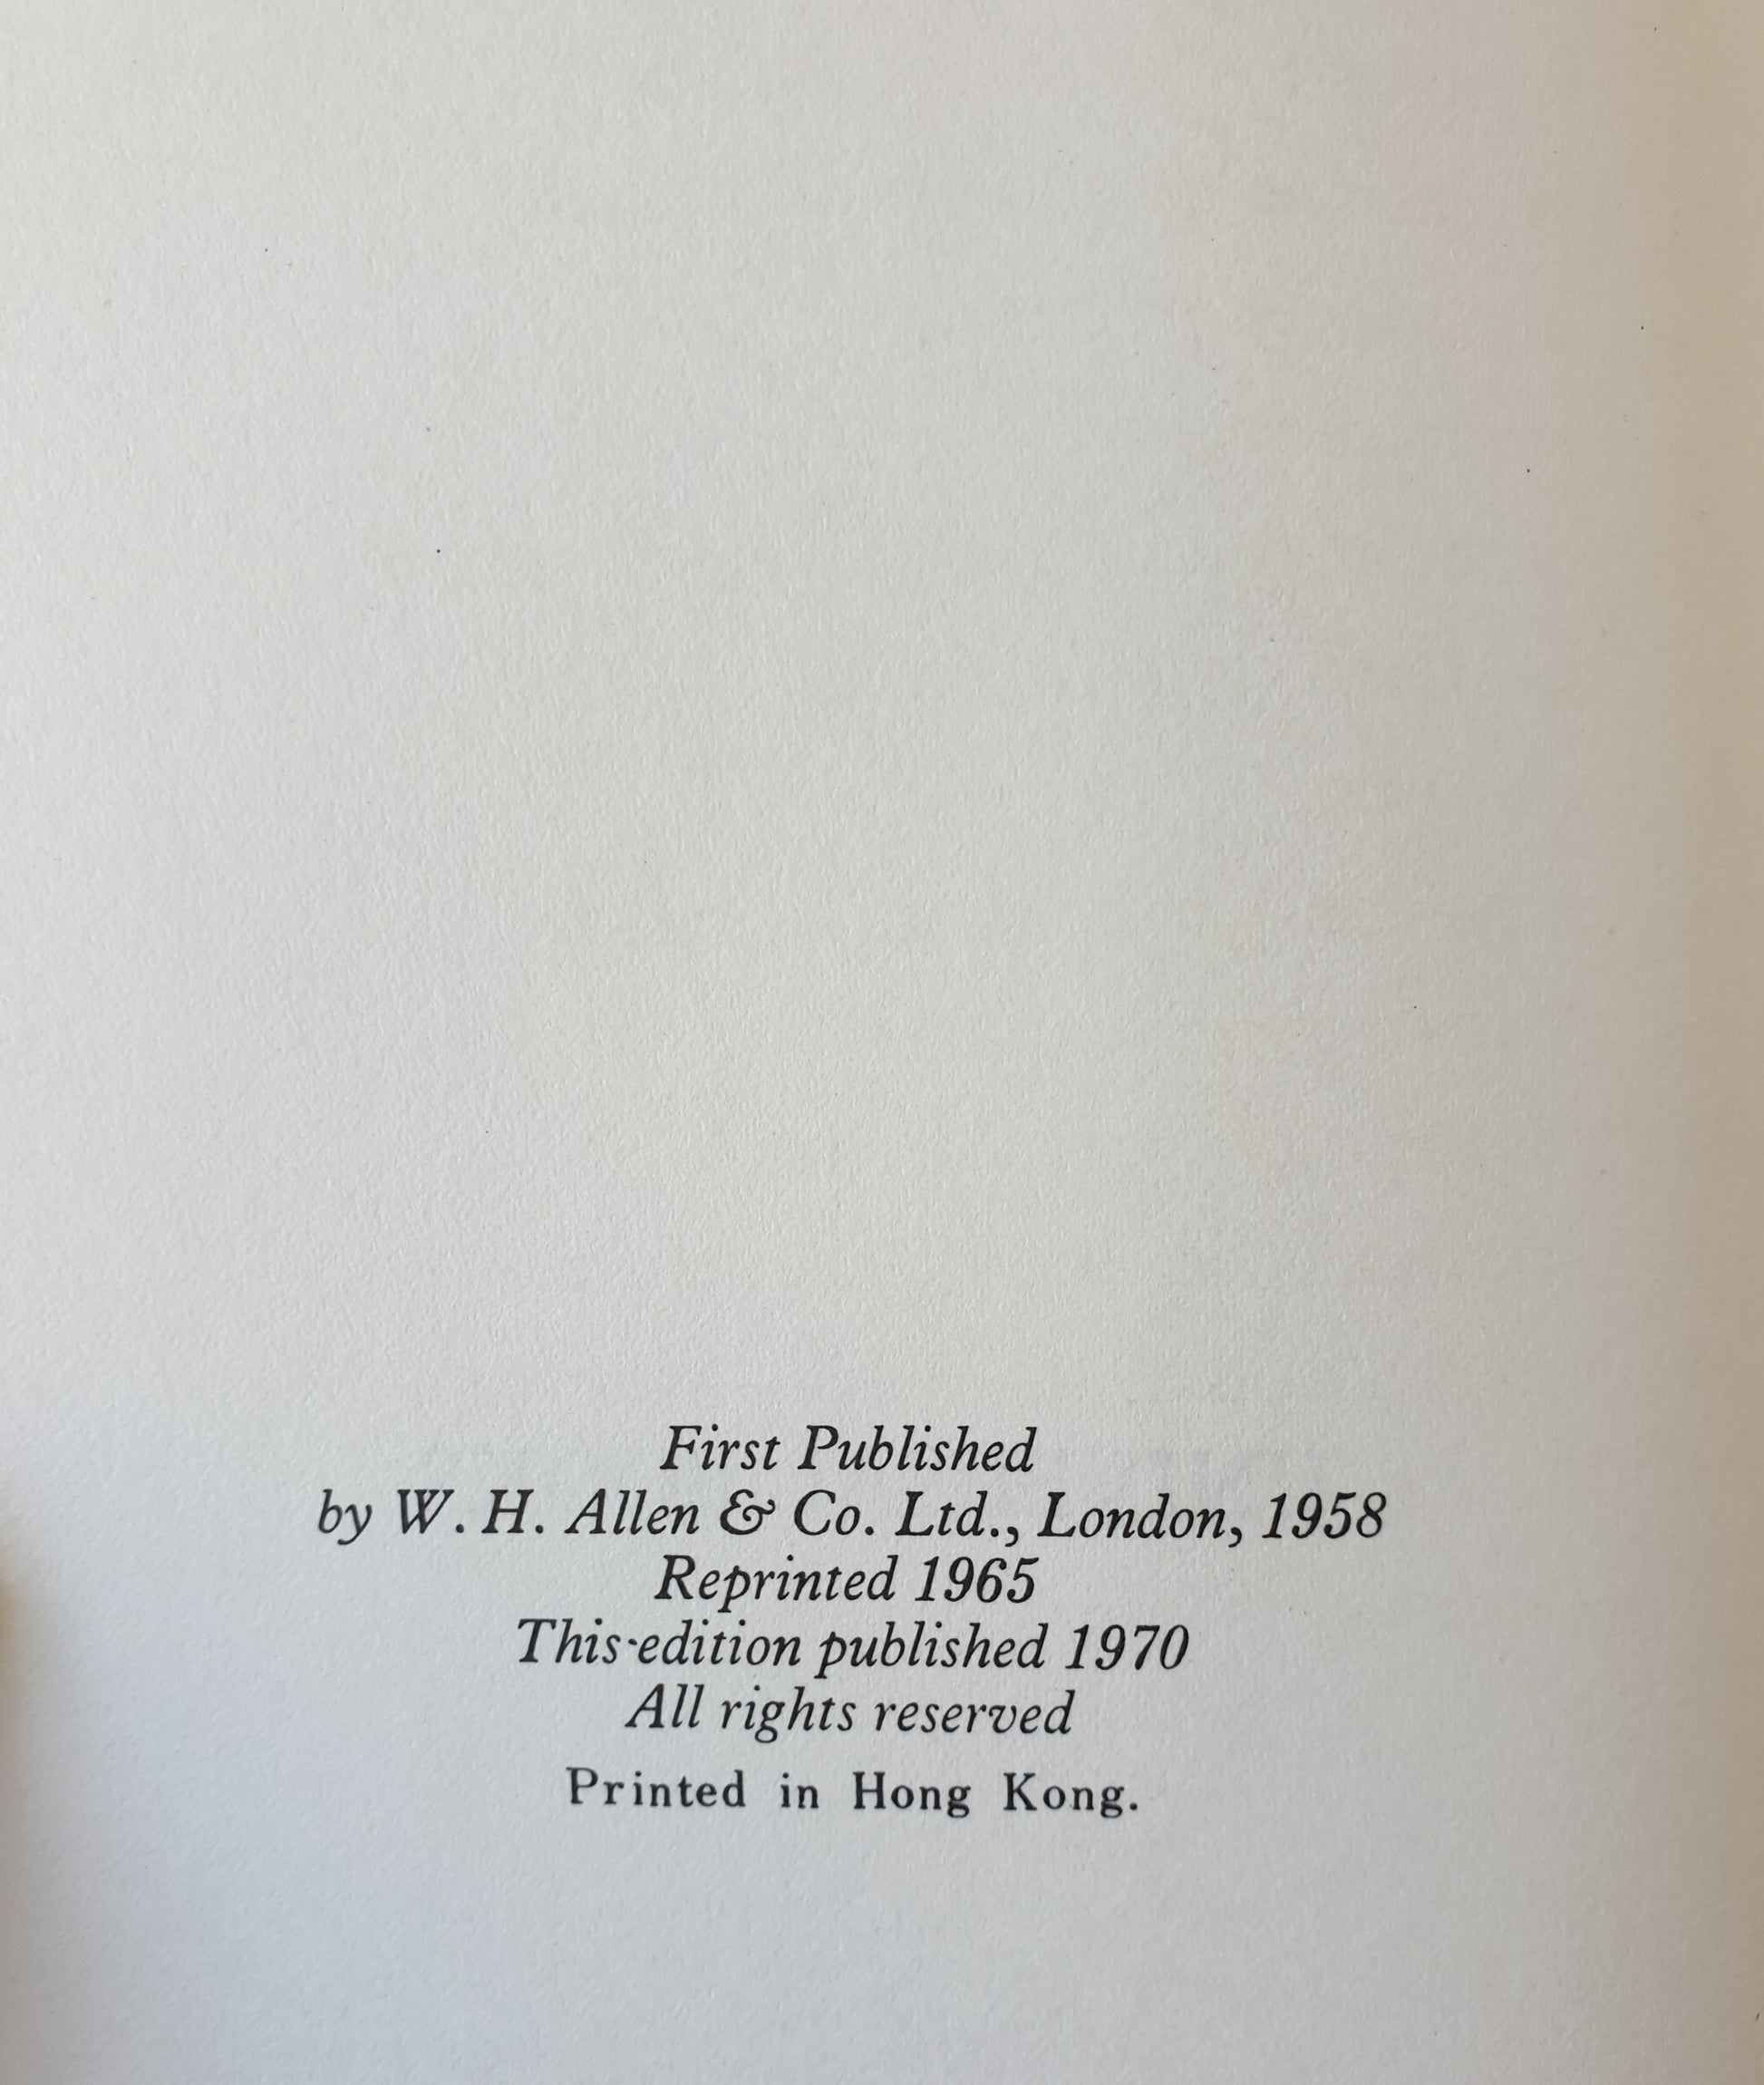 First Published
by W. H. Allen & Co. Ltd., London, 1958
Reprinted 1965
This·edition published 1970
All rights reserved
Printed in Hong Kong.